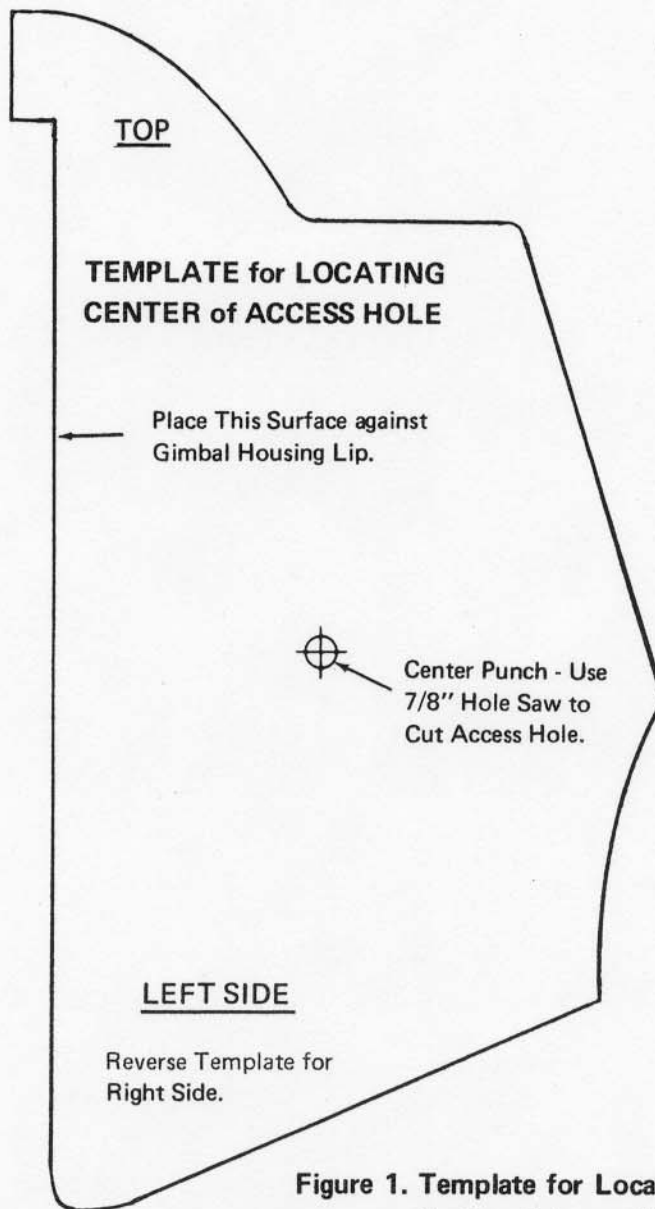 TOP
TEMPLATE for LOCATING
CENTER of ACCESS HOLE
Place This Surface against
Gimbal Housing Lip.
Center Punch - Use
7/8" Hole Saw to
Cut Access Hole.
LEFT SIDE
Reverse Template for
Right Side.
Figure 1. Template for Loca